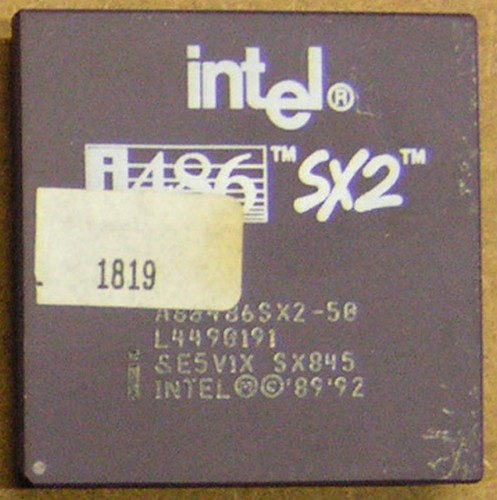 intel®
i486™ SX2™
1819
A80486SX2-50
L4490191
&E5V1X SX845
INTEL Ⓜ©'89'92